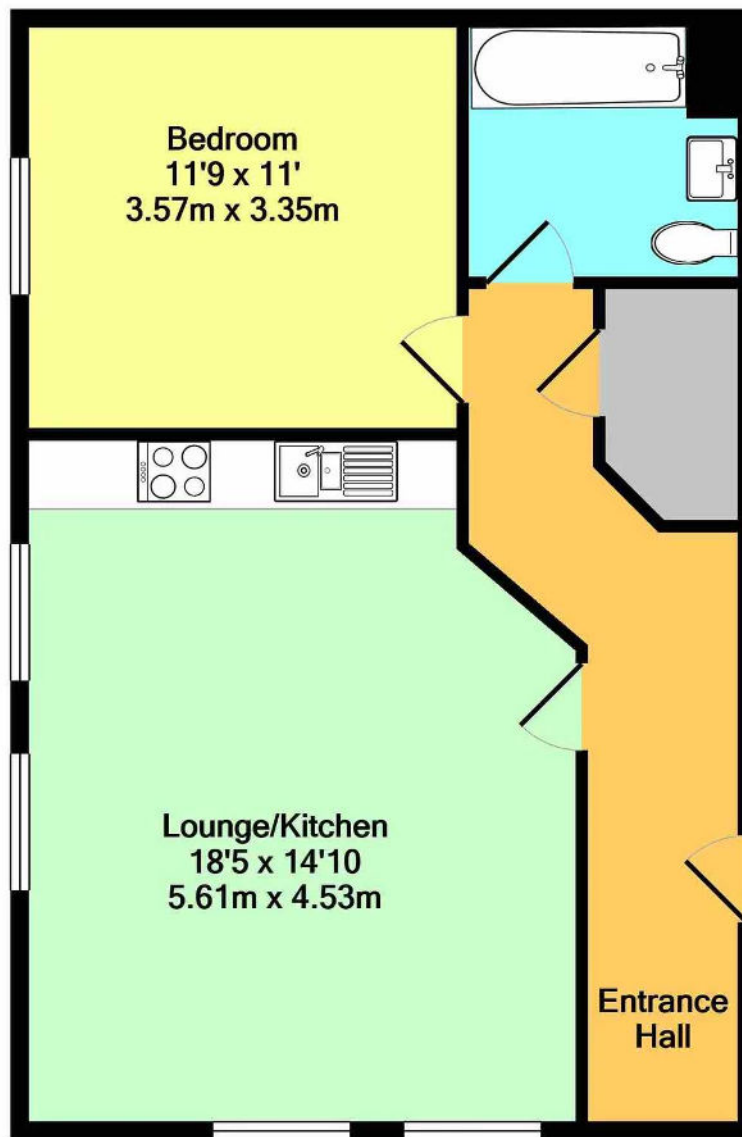 Bedroom
11'9 x 11'
3.57m x 3.35m
Lounge/Kitchen
18'5 x 14'10
5.61m x 4.53m
Entrance
Hall